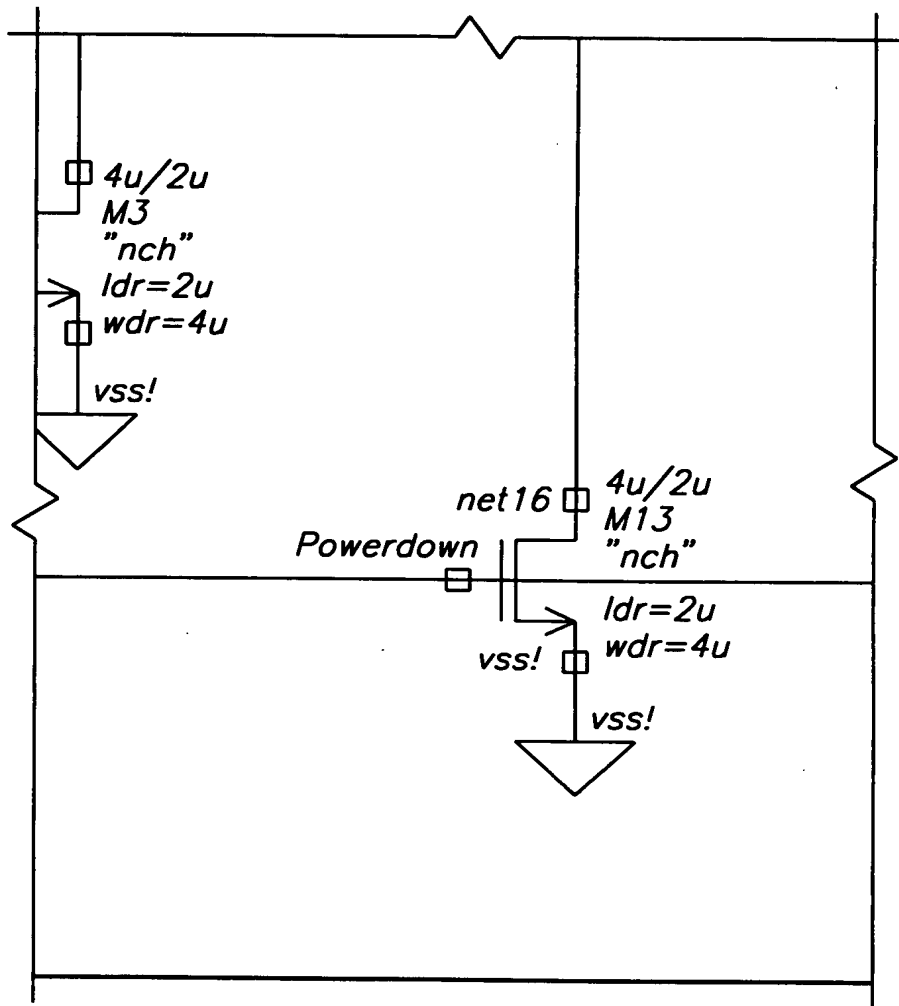 4u/2u
M3
"nch"
ldr=2u
wdr=4u
vss!
net16
4u/2u
M13
"nch"
Powerdown
ldr=2u
wdr=4u
vss!
vss!